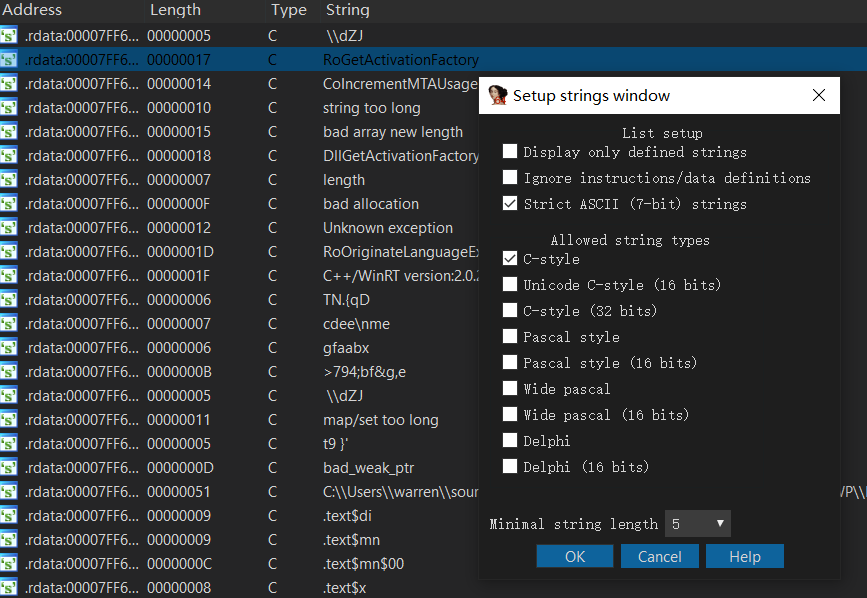 Address Length Type String
.rdata:00007FF6... 00000005 C \\dZJ
.rdata:00007FF6... 00000017 C RoGetActivationFactory
.rdata:00007FF6... 00000014 C CoIncrementMTAUsage
.rdata:00007FF6... 00000010 C string too long
.rdata:00007FF6... 00000015 C bad array new length
.rdata:00007FF6... 00000018 C DllGetActivationFactory
.rdata:00007FF6... 00000007 C length
.rdata:00007FF6... 0000000F C bad allocation
.rdata:00007FF6... 00000012 C Unknown exception
.rdata:00007FF6... 0000001D C RoOriginateLanguageEx
.rdata:00007FF6... 0000001F C C++/WinRT version:2.0.2
.rdata:00007FF6... 00000006 C TN.{qD
.rdata:00007FF6... 00000007 C cdee\nme
.rdata:00007FF6... 00000006 C gfaabx
.rdata:00007FF6... 0000000B C >794;bf&g,e
.rdata:00007FF6... 00000005 C \\dZJ
.rdata:00007FF6... 00000011 C map/set too long
.rdata:00007FF6... 00000005 C t9 }'
.rdata:00007FF6... 0000000D C bad_weak_ptr
.rdata:00007FF6... 00000051 C C:\\Users\\warren\\sour
.rdata:00007FF6... 00000009 C .text$di
.rdata:00007FF6... 00000009 C .text$mn
.rdata:00007FF6... 0000000C C .text$mn$00
.rdata:00007FF6... 00000008 C .text$x
Setup strings window
List setup
Display only defined strings
Ignore instructions/data definitions
Strict ASCII (7-bit) strings
Allowed string types
C-style
Unicode C-style (16 bits)
C-style (32 bits)
Pascal style
Pascal style (16 bits)
Wide pascal
Wide pascal (16 bits)
Delphi
Delphi (16 bits)
Minimal string length 5
OK Cancel Help